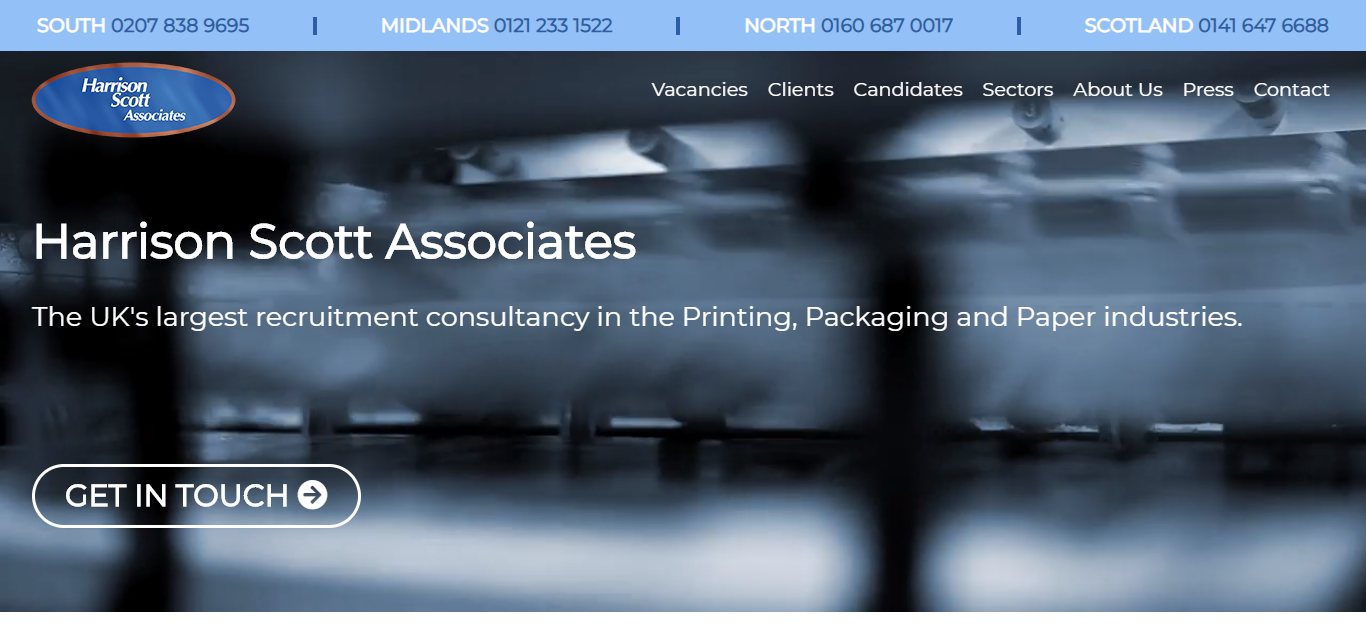 SOUTH 0207 838 9695 | MIDLANDS 0121 233 1522 | NORTH 0160 687 0017 | SCOTLAND 0141 647 6688
Harrison
Scott
Associates
Vacancies Clients Candidates Sectors About Us Press Contact
Harrison Scott Associates
The UK's largest recruitment consultancy in the Printing, Packaging and Paper industries.
GET IN TOUCH